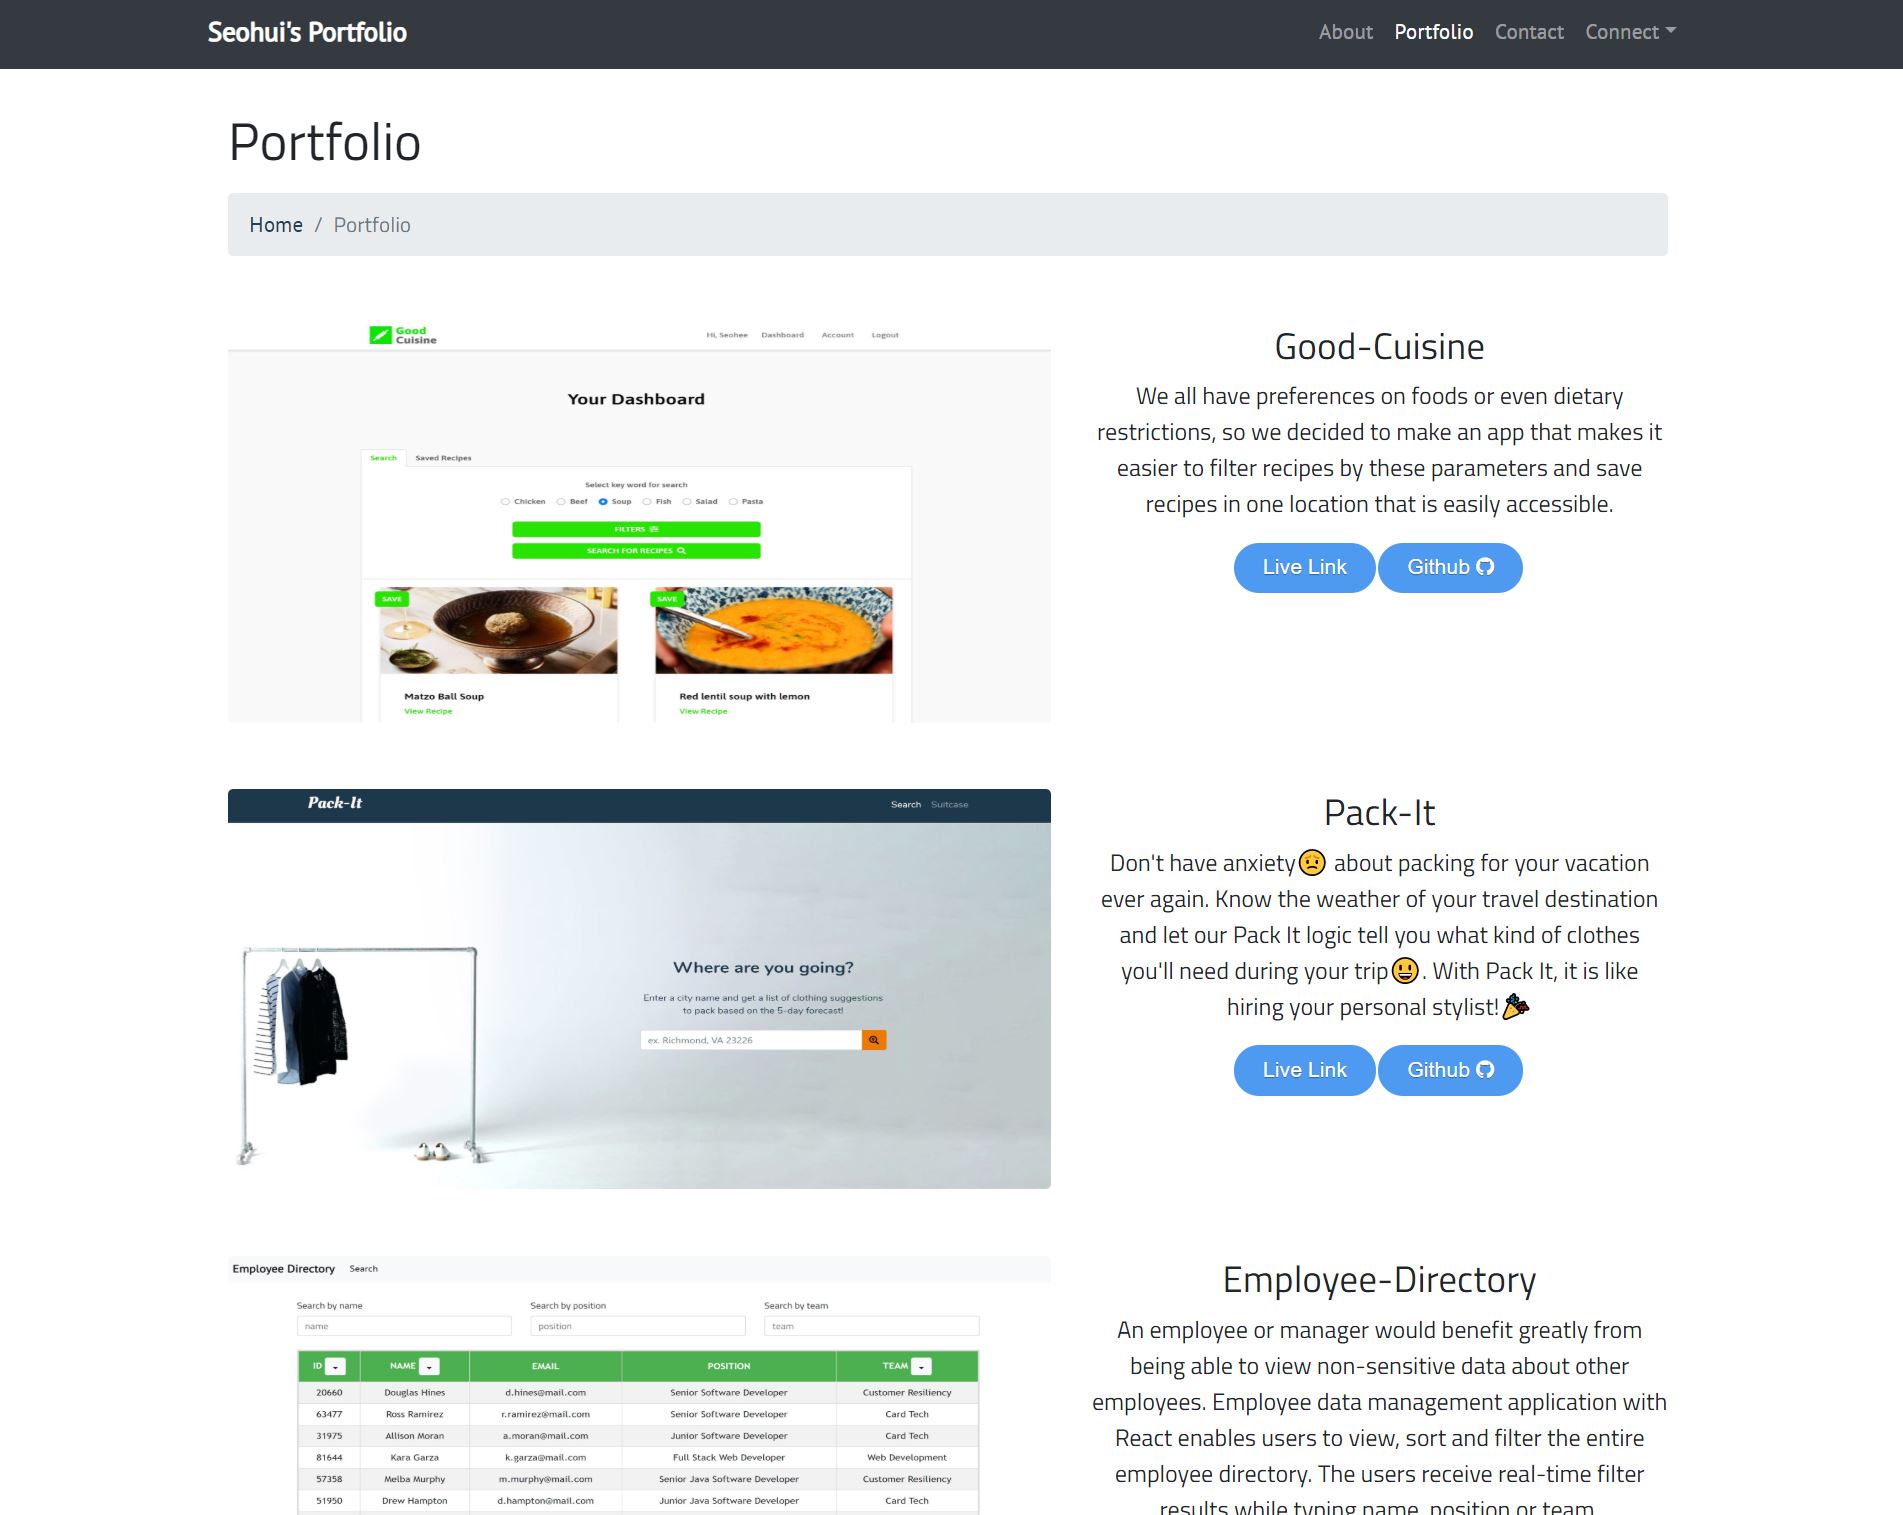 Seohui's Portfolio
About Portfolio Contact Connect
Portfolio
Home / Portfolio
Good
Cuisine
Hi, Seohee Dashboard Account Logout
Your Dashboard
Search Saved Recipes
Select key word for search
Chicken Beef Soup Fish Salad Pasta
FILTERS
SEARCH FOR RECIPES
SAVE
SAVE
Matzo Ball Soup
View Recipe
Red lentil soup with lemon
View Recipe
Good-Cuisine
We all have preferences on foods or even dietary
restrictions, so we decided to make an app that makes it
easier to filter recipes by these parameters and save
recipes in one location that is easily accessible.
Live Link Github
Pack-It
Search Suitcase
Where are you going?
Enter a city name and get a list of clothing suggestions
to pack based on the 5-day forecast!
ex. Richmond, VA 23226
Pack-It
Don't have anxiety😟 about packing for your vacation
ever again. Know the weather of your travel destination
and let our Pack It logic tell you what kind of clothes
you'll need during your trip😀. With Pack It, it is like
hiring your personal stylist!🎉
Live Link Github
Employee Directory Search
Search by name Search by position Search by team
name position team
ID NAME EMAIL POSITION TEAM
20660 Douglas Hines d.hines@mail.com Senior Software Developer Customer Resiliency
63477 Ross Ramirez r.ramirez@mail.com Senior Software Developer Card Tech
31975 Allison Moran a.moran@mail.com Junior Software Developer Card Tech
81644 Kara Garza k.garza@mail.com Full Stack Web Developer Web Development
57358 Melba Murphy m.murphy@mail.com Senior Java Software Developer Customer Resiliency
51950 Drew Hampton d.hampton@mail.com Junior Java Software Developer Card Tech
Employee-Directory
An employee or manager would benefit greatly from
being able to view non-sensitive data about other
employees. Employee data management application with
React enables users to view, sort and filter the entire
employee directory. The users receive real-time filter
results while typing name, position or team